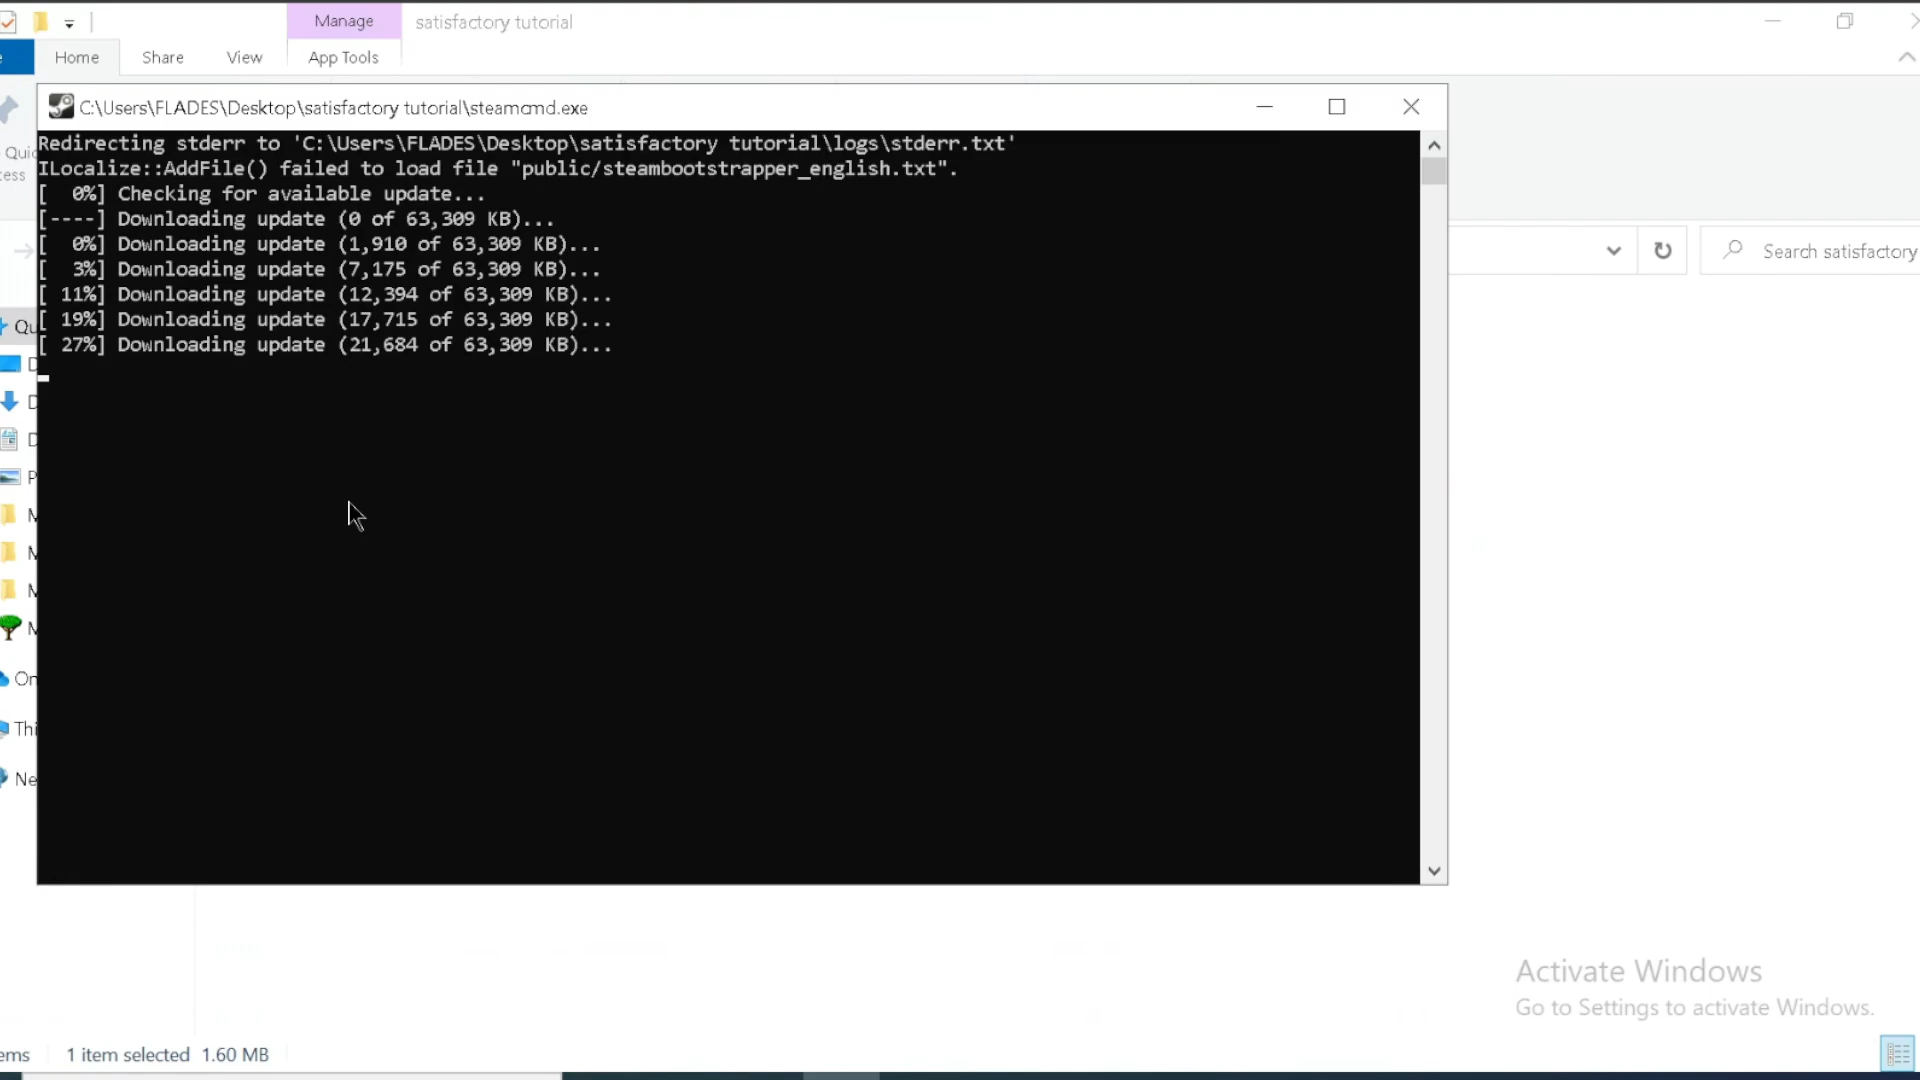 Manage
satisfactory tutorial
Home
Share
View
App Tools
C:\Users\FLADES\Desktop\satisfactory tutorial\steamcmd.exe
Redirecting stderr to 'C:\Users\FLADES\Desktop\satisfactory tutorial\logs\stderr.txt'
ILocalize::AddFile() failed to load file "public/steambootstrapper_english.txt".
[  0%] Checking for available update...
[----] Downloading update (0 of 63,309 KB)...
[  0%] Downloading update (1,910 of 63,309 KB)...
[  3%] Downloading update (7,175 of 63,309 KB)...
[ 11%] Downloading update (12,394 of 63,309 KB)...
[ 19%] Downloading update (17,715 of 63,309 KB)...
[ 27%] Downloading update (21,684 of 63,309 KB)...
Search satisfactory
Activate Windows
Go to Settings to activate Windows.
1 item selected 1.60 MB